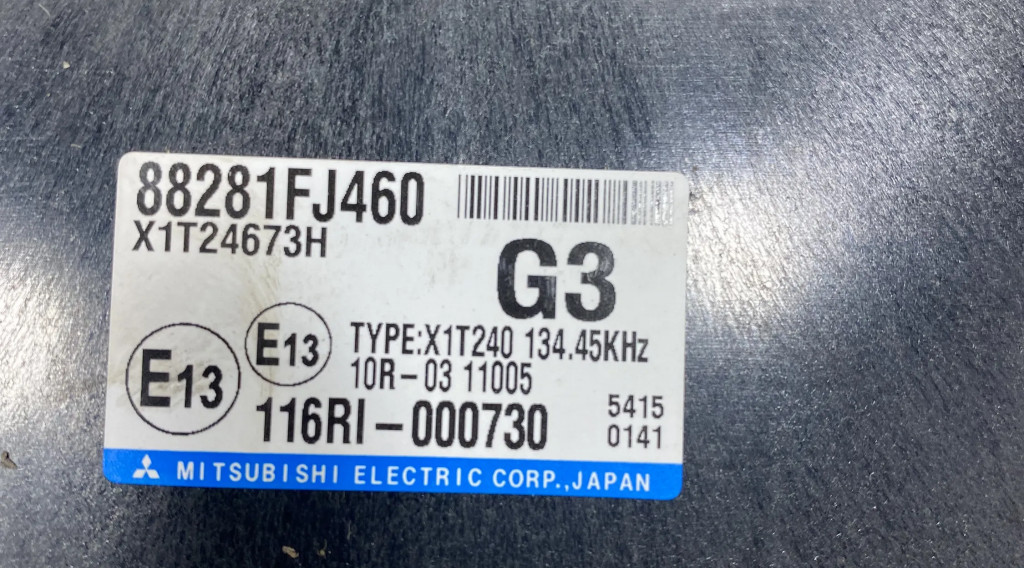 88281FJ460
X1T24673H
G3
E13
E13
TYPE:X1T240 134.45KHz
10R-03 11005
116RI-000730
5415
0141
MITSUBISHI ELECTRIC CORP.,JAPAN